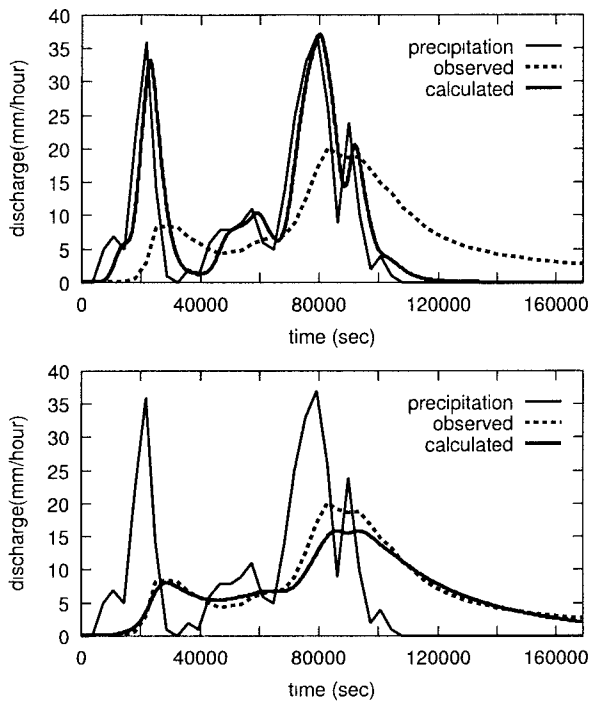 40
35
30
25
20
15
10
5
0
discharge(mm/hour)
precipitation
observed
calculated
0 40000 80000 120000 160000
time (sec)
40
35
30
25
20
15
10
5
0
discharge(mm/hour)
precipitation
observed
calculated
0 40000 80000 120000 160000
time (sec)